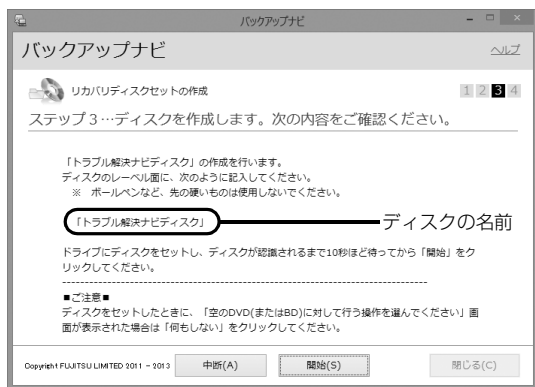 バックアップナビ
バックアップナビ
ヘルプ
リカバリディスクセットの作成
1 2 3 4
ステップ3…ディスクを作成します。次の内容をご確認ください。
「トラブル解決ナビディスク」の作成を行います。
ディスクのレーベル面に、次のように記入してください。
※ ボールペンなど、先の硬いものは使用しないでください。
「トラブル解決ナビディスク」
ディスクの名前
ドライブにディスクをセットし、ディスクが認識されるまで10秒ほど待ってから「開始」をク
リックしてください。
■ご注意■
ディスクをセットしたときに、「空のDVD(またはBD)に対して行う操作を選んでください」画
面が表示された場合は「何もしない」をクリックしてください。
Copyright FUJITSU LIMITED 2011 - 2013
中断(A)
開始(S)
閉じる(C)